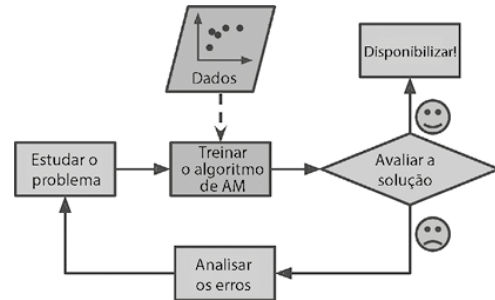 Dados
Disponibilizar!
Estudar o
problema
Treinar
o algoritmo
de AM
Avaliar a
solução
Analisar
os erros